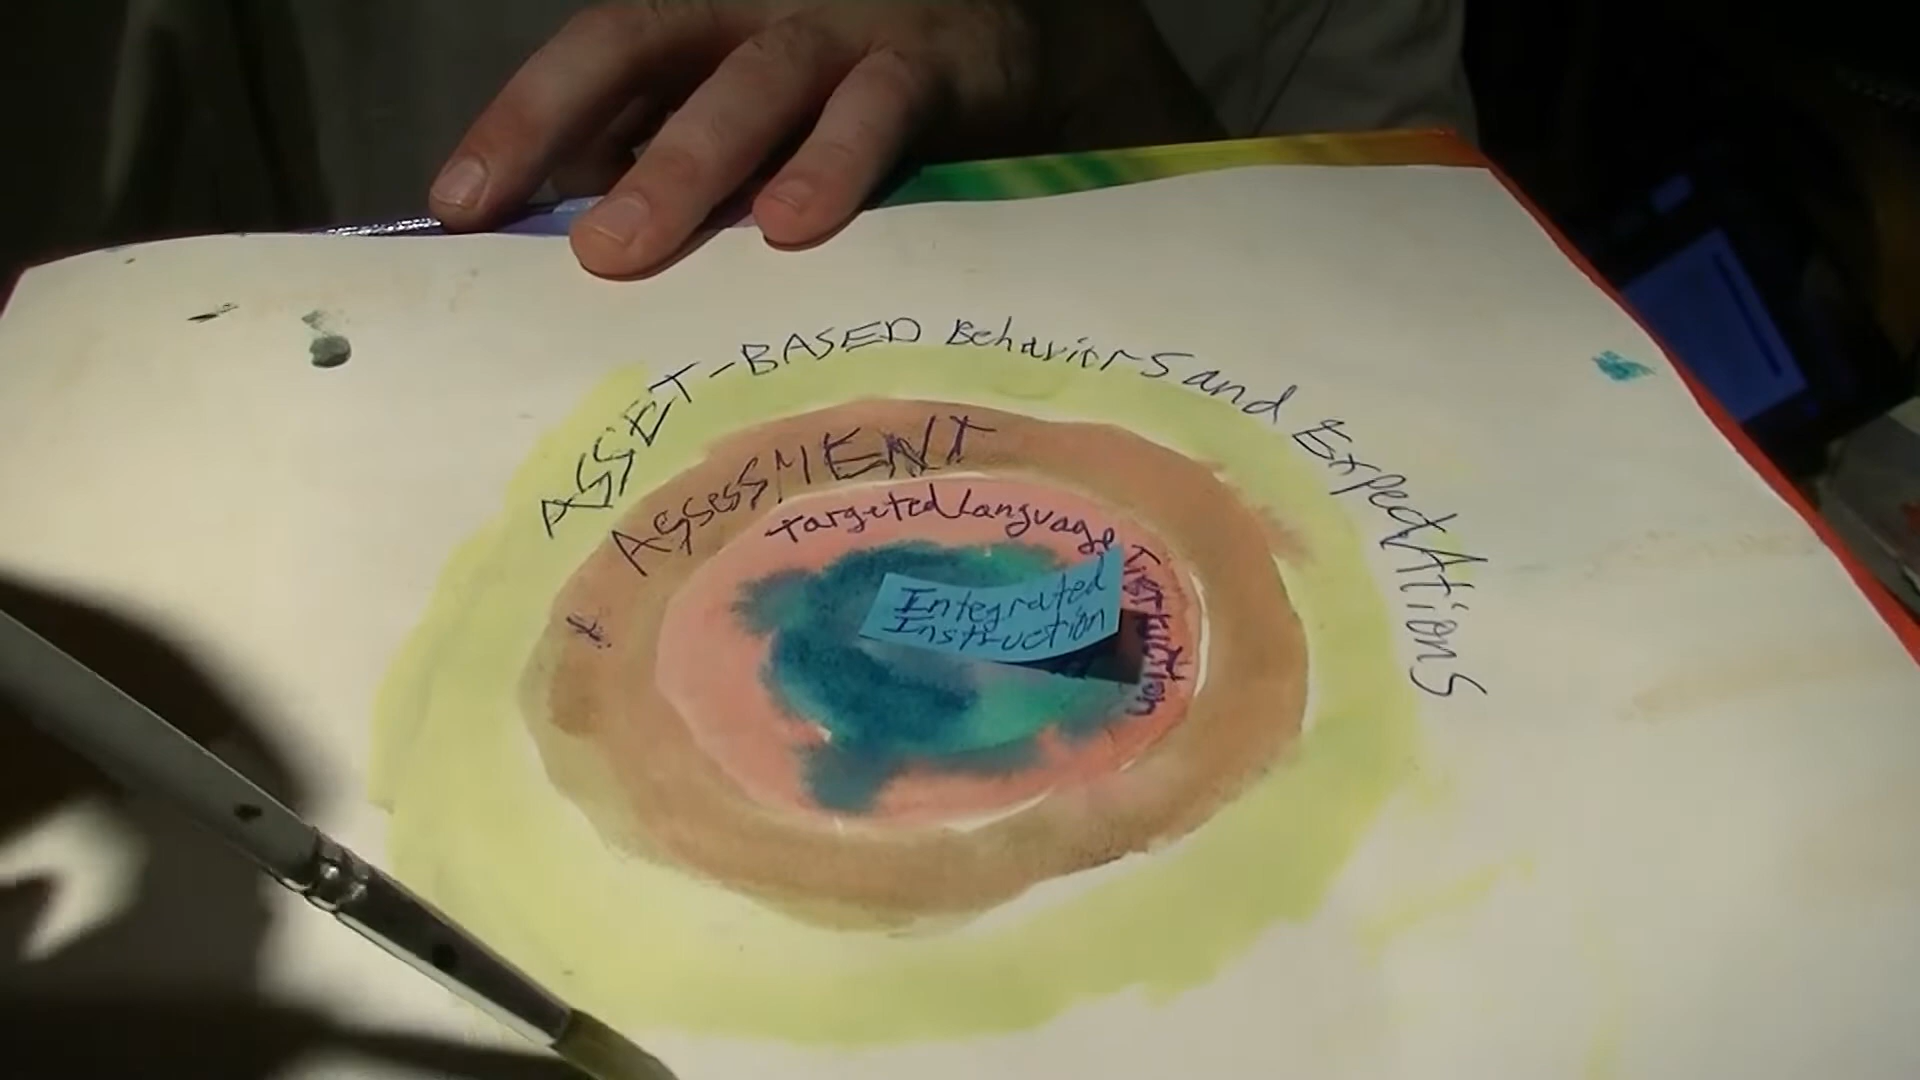 ASSET-BASED Behaviors and ExpectAtions
AssessMENT
Targeted Language Instruction
Integrated
Instruction